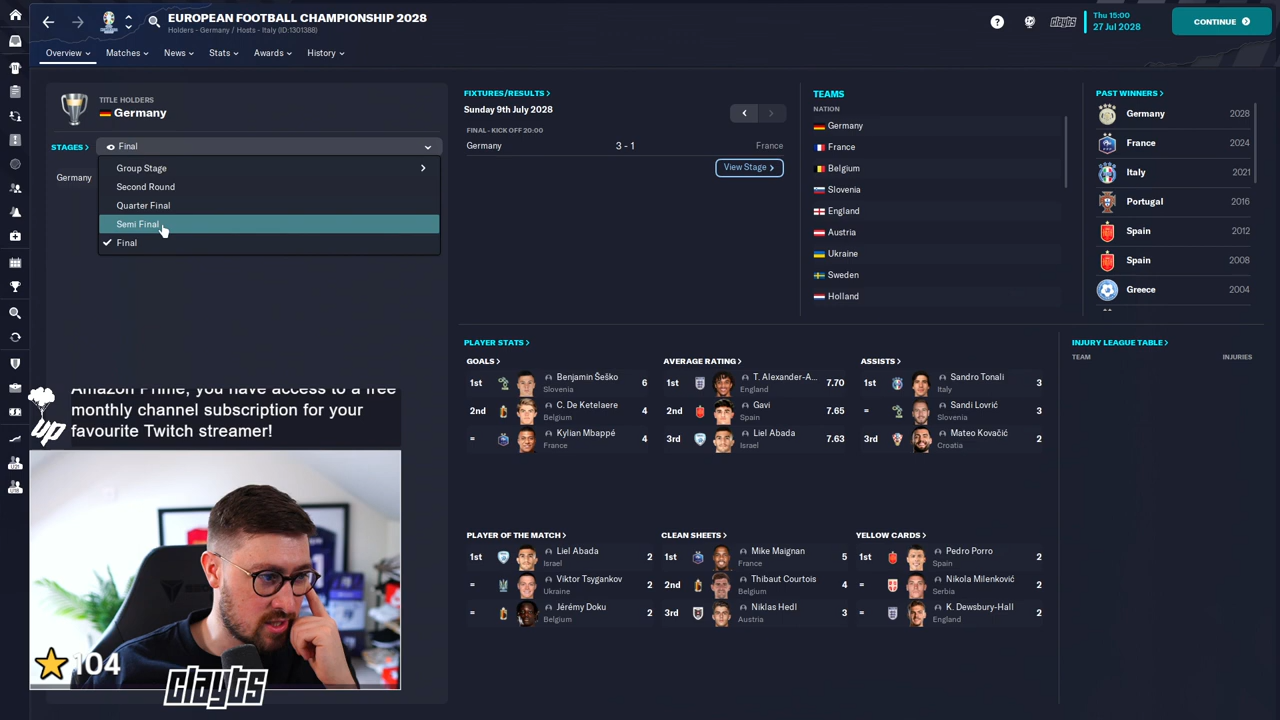 EUROPEAN FOOTBALL CHAMPIONSHIP 2028
Holders - Germany / Hosts - Italy (ID:1301388)
clayts
Thu 15:00
27 Jul 2028
CONTINUE
Overview
Matches
News
Stats
Awards
History
TITLE HOLDERS
Germany
STAGES
Final
Germany
Group Stage
Second Round
Quarter Final
Semi Final
Final
FIXTURES/RESULTS
Sunday 9th July 2028
FINAL - KICK OFF 20:00
Germany 3 - 1 France
View Stage
TEAMS
NATION
Germany
France
Belgium
Slovenia
England
Austria
Ukraine
Sweden
Holland
PAST WINNERS
Germany 2028
France 2024
Italy 2021
Portugal 2016
Spain 2012
Spain 2008
Greece 2004
PLAYER STATS
GOALS
1st Benjamin Šeško 6
Slovenia
2nd C. De Ketelaere 4
Belgium
= Kylian Mbappé 4
France
AVERAGE RATING
1st T. Alexander-A... 7.70
England
2nd Gavi 7.65
Spain
3rd Liel Abada 7.63
Israel
ASSISTS
1st Sandro Tonali 3
Italy
= Sandi Lovrić 3
Slovenia
3rd Mateo Kovačić 2
Croatia
PLAYER OF THE MATCH
1st Liel Abada 2
Israel
= Viktor Tsygankov 2
Ukraine
= Jérémy Doku 2
Belgium
CLEAN SHEETS
1st Mike Maignan 5
France
2nd Thibaut Courtois 4
Belgium
3rd Niklas Hedl 3
Austria
YELLOW CARDS
1st Pedro Porro 2
Spain
= Nikola Milenković 2
Serbia
= K. Dewsbury-Hall 2
England
INJURY LEAGUE TABLE
TEAM INJURIES
Amazon Prime, you have access to a free
monthly channel subscription for your
favourite Twitch streamer!
up
104
clayts